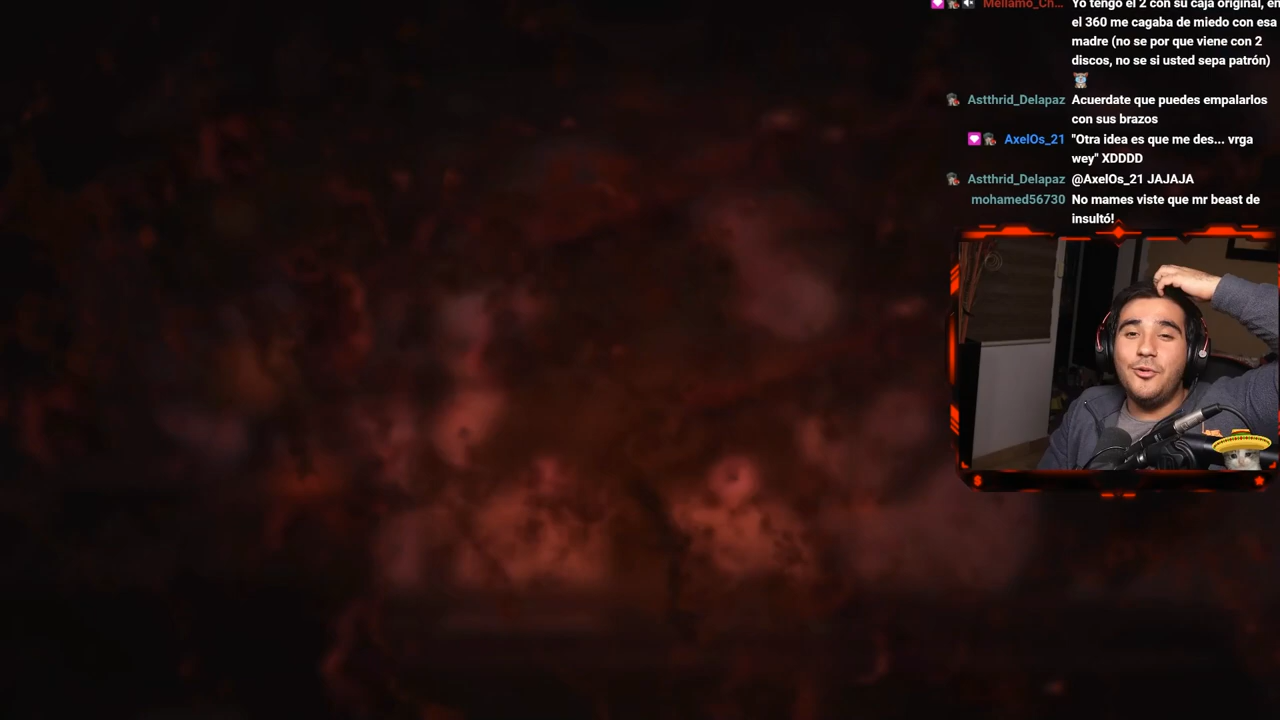 Mellamo_Ch... Yo tengo el 2 con su caja original, en
el 360 me cagaba de miedo con esa
madre (no se por que viene con 2
discos, no se si usted sepa patrón)
Astthrid_Delapaz Acuerdate que puedes empalarlos
con sus brazos
AxelOs_21 "Otra idea es que me des... vrga
wey" XDDDD
Astthrid_Delapaz @AxelOs_21 JAJAJA
mohamed56730 No mames viste que mr beast de
insultó!